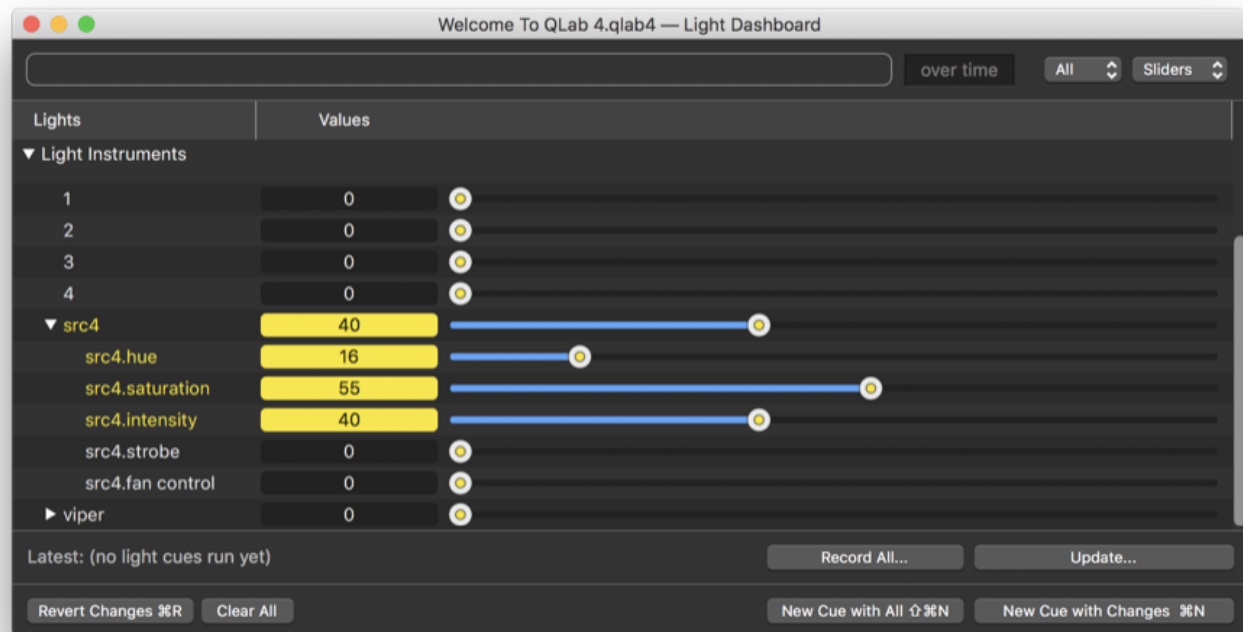 Welcome To QLab 4.qlab4 — Light Dashboard
over time All Sliders
Lights Values
Light Instruments
1 0
2 0
3 0
4 0
src4 40
src4.hue 16
src4.saturation 55
src4.intensity 40
src4.strobe 0
src4.fan control 0
viper 0
Latest: (no light cues run yet) Record All... Update...
Revert Changes ⌘R Clear All New Cue with All ⇧⌘N New Cue with Changes ⌘N